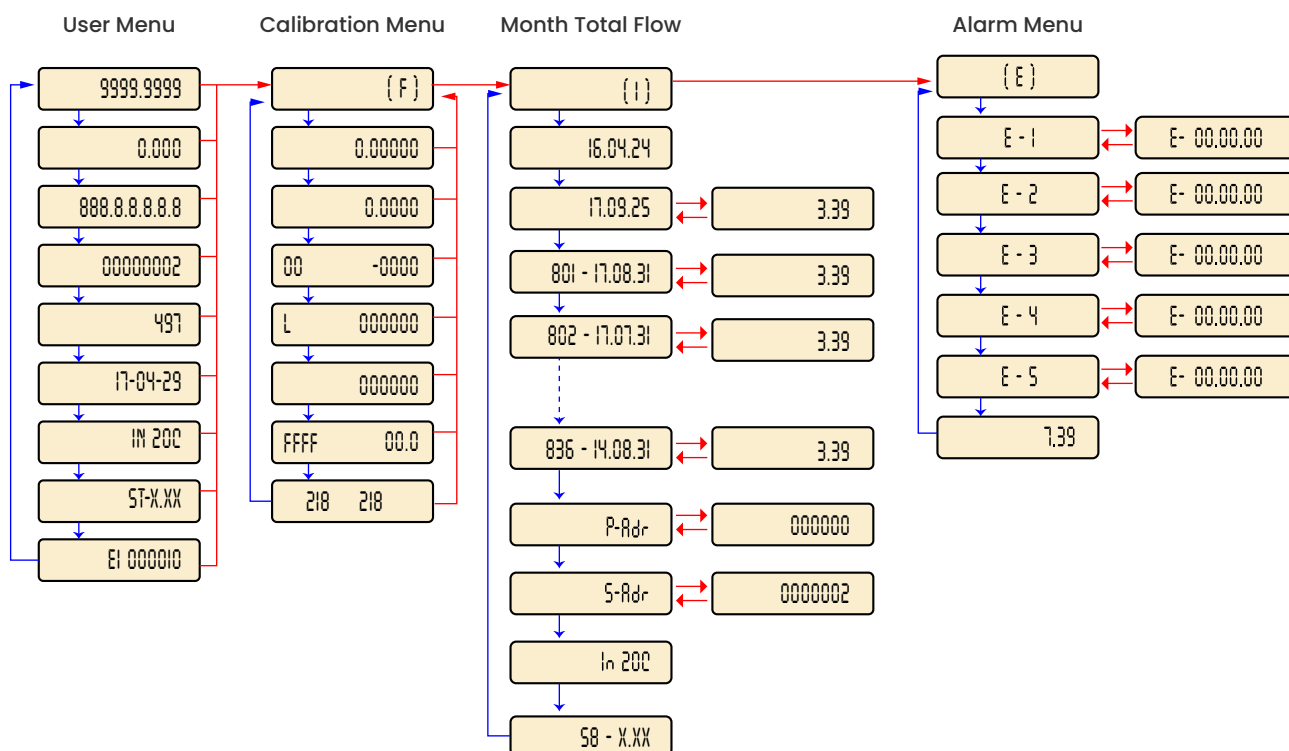 User Menu
9999.9999
0.000
888.8.8.8.8.8
00000002
497
17-04-29
IN 20C
ST-X.XX
E1 000010
Calibration Menu
(F)
0.00000
0.0000
00 -0000
L 000000
000000
FFFF 00.0
218 218
Month Total Flow
(1)
16.04.24
17.09.25 3.39
801 - 17.08.31 3.39
802 - 17.07.31 3.39
836 - 14.08.31 3.39
P-Adr 000000
S-Adr 0000002
In 20C
S8 - X.XX
Alarm Menu
(E)
E - 1 E- 00.00.00
E - 2 E- 00.00.00
E - 3 E- 00.00.00
E - 4 E- 00.00.00
E - 5 E- 00.00.00
7.39